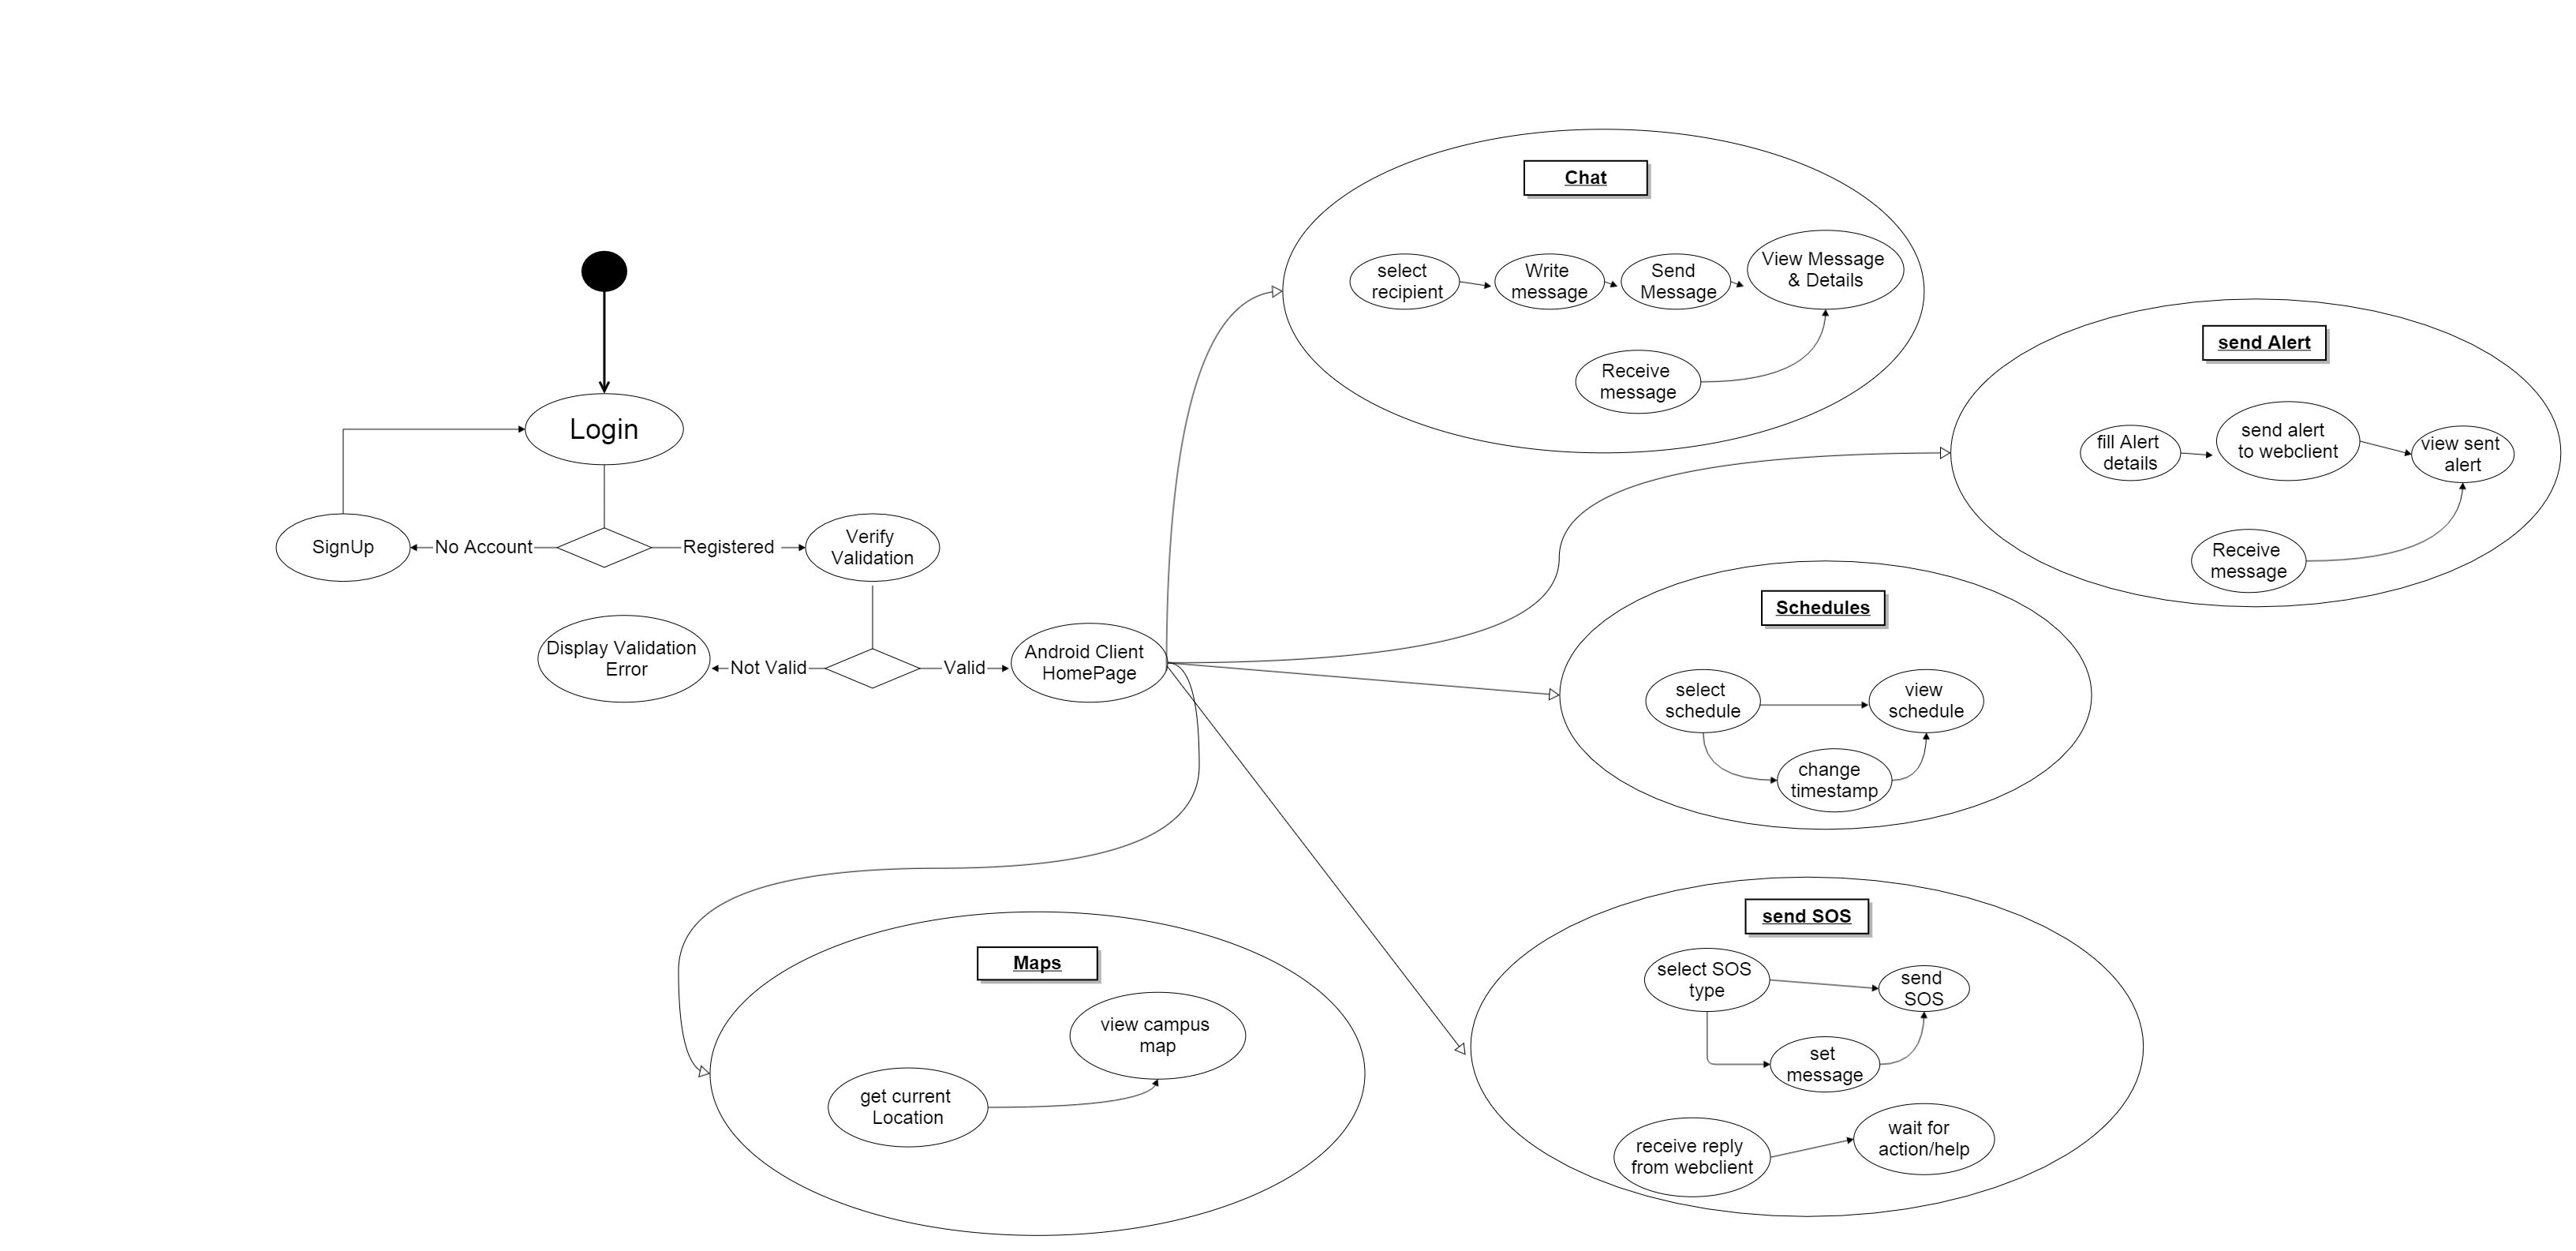 Login
SignUp
No Account
Registered
Verify
Validation
Display Validation
Error
Not Valid
Valid
Android Client
HomePage
Chat
select
recipient
Write
message
Send
Message
View Message
& Details
Receive
message
send Alert
fill Alert
details
send alert
to webclient
view sent
alert
Receive
message
Schedules
select
schedule
view
schedule
change
timestamp
send SOS
select SOS
type
send
SOS
set
message
receive reply
from webclient
wait for
action/help
Maps
view campus
map
get current
Location